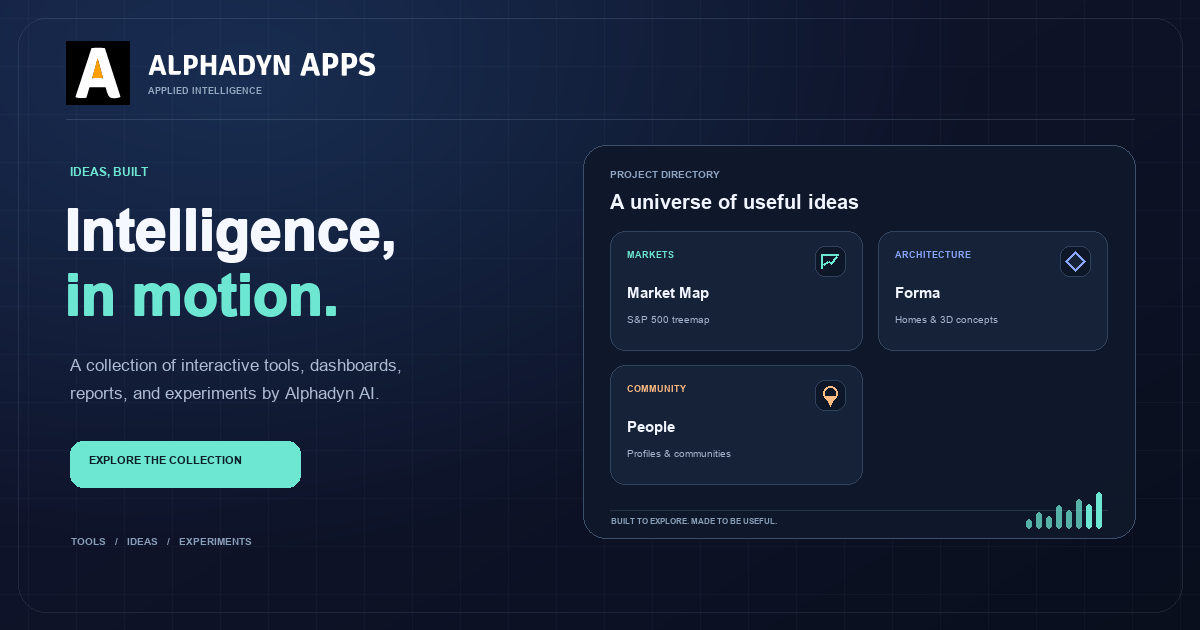 A
ALPHADYN APPS
APPLIED INTELLIGENCE
IDEAS, BUILT
Intelligence,
in motion.
A collection of interactive tools, dashboards,
reports, and experiments by Alphadyn AI.
EXPLORE THE COLLECTION
TOOLS / IDEAS / EXPERIMENTS
PROJECT DIRECTORY
A universe of useful ideas
MARKETS
Market Map
S&P 500 treemap
ARCHITECTURE
Forma
Homes & 3D concepts
COMMUNITY
People
Profiles & communities
BUILT TO EXPLORE. MADE TO BE USEFUL.